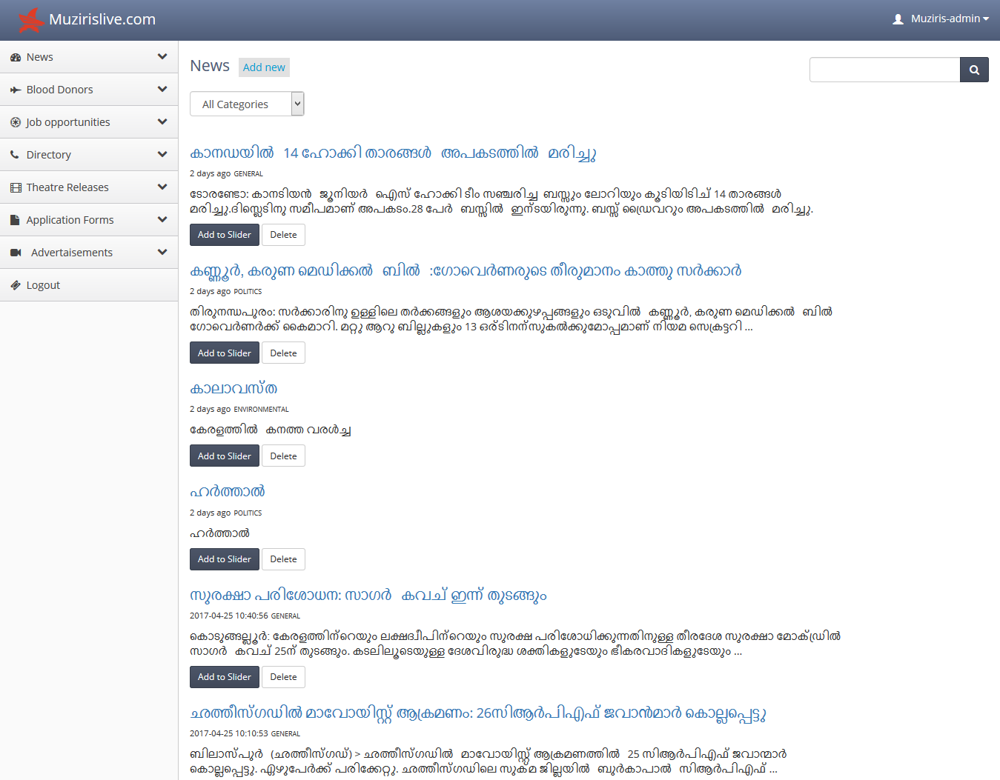 Muzirislive.com
Muziris-admin
News
Blood Donors
Job opportunities
Directory
Theatre Releases
Application Forms
Advertaisements
Logout
News Add new
All Categories
കാനഡയിൽ 14 ഹോക്കി താരങ്ങൾ അപകടത്തിൽ മരിച്ചു
2 days ago GENERAL
ടോരണ്ടോ: കാനടിയൻ ജൂനിയർ ഐസ് ഹോക്കി ടീം സഞ്ചരിച്ച ബസ്സും ലോറിയും കൂടിയിടിച് 14 താരങ്ങൾ
മരിച്ചു.ദിസ്ലെടിനു സമീപമാണ് അപകടം.28 പേർ ബസ്സിൽ ഇന്ടയിരുന്നു. ബസ്സ് ഡ്രൈവറും അപകടത്തിൽ മരിച്ചു.
Add to Slider Delete
കണ്ണൂർ, കരുണ മെഡിക്കൽ ബിൽ :ഗോവെർണരുടെ തീരുമാനം കാത്തു സർക്കാർ
2 days ago POLITICS
തിരുനന്ധപുരം: സർക്കാരിനു ഉള്ളിലെ തർക്കങ്ങളും ആശയക്കുഴപ്പങ്ങളും ഒടുവിൽ കണ്ണൂർ, കരുണ മെഡിക്കൽ ബിൽ
ഗോവെർണർക്ക് കൈമാറി. മറ്റു ആറു ബില്ലുകളും 13 ഒര്ടിനന്സുകൽക്കുമോപ്പമാണ് നിയമ സെക്രട്ടറി ...
Add to Slider Delete
കാലാവസ്ത
2 days ago ENVIRONMENTAL
കേരളത്തിൽ കനത്ത വരൾച്ച
Add to Slider Delete
ഹർത്താൽ
2 days ago POLITICS
ഹർത്താൽ
Add to Slider Delete
സുരക്ഷാ പരിശോധന: സാഗർ കവച് ഇന്ന് തുടങ്ങും
2017-04-25 10:40:56 GENERAL
കൊടുങ്ങല്ലൂർ: കേരളത്തിന്റെയും ലക്ഷദ്വീപിന്റെയും സുരക്ഷ പരിശോധിക്കുന്നതിനുള്ള തീരദേശ സുരക്ഷാ മോക്ഡ്രിൽ
സാഗർ കവച് 25ന് തുടങ്ങും. കടലിലൂടെയുള്ള ദേശവിരുദ്ധ ശക്തികളുടേയും ഭീകരവാദികളുടേയും ...
Add to Slider Delete
ഛത്തീസ്ഗഡിൽ മാവോയിസ്റ്റ് ആക്രമണം: 26സിആർപിഎഫ് ജവാൻമാർ കൊല്ലപ്പെട്ടു
2017-04-25 10:10:53 GENERAL
ബിലാസ്പുർ (ഛത്തീസ്ഗഡ്) > ഛത്തീസ്ഗഡിൽ മാവോയിസ്റ്റ് ആക്രമണത്തിൽ 25 സിആർപിഎഫ് ജവാന്മാർ
കൊല്ലപ്പെട്ടു. ഏഴുപേർക്ക് പരിക്കേറ്റു. ഛത്തീസ്ഗഡിലെ സുക്മ ജില്ലയിൽ ബുർകാപാൽ സിആർപിഎഫ് ...